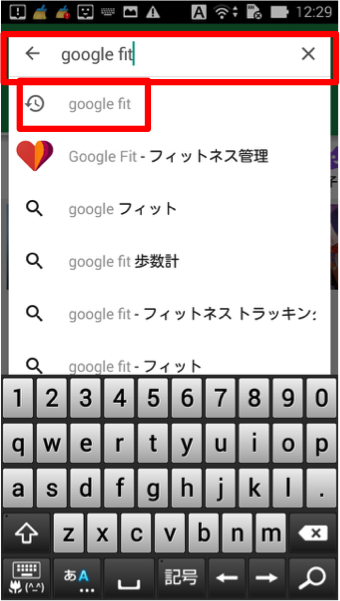 A 12:29
google fit
google fit
Google Fit - フィットネス管理
google フィット
google fit 歩数計
google fit - フィットネス トラッキン
google fit - フィット
1 2 3 4 5 6 7 8 9 0
q w e r t y u i o p
a s d f g h j k l .
z x c v b n m
(^_^) あA 記号